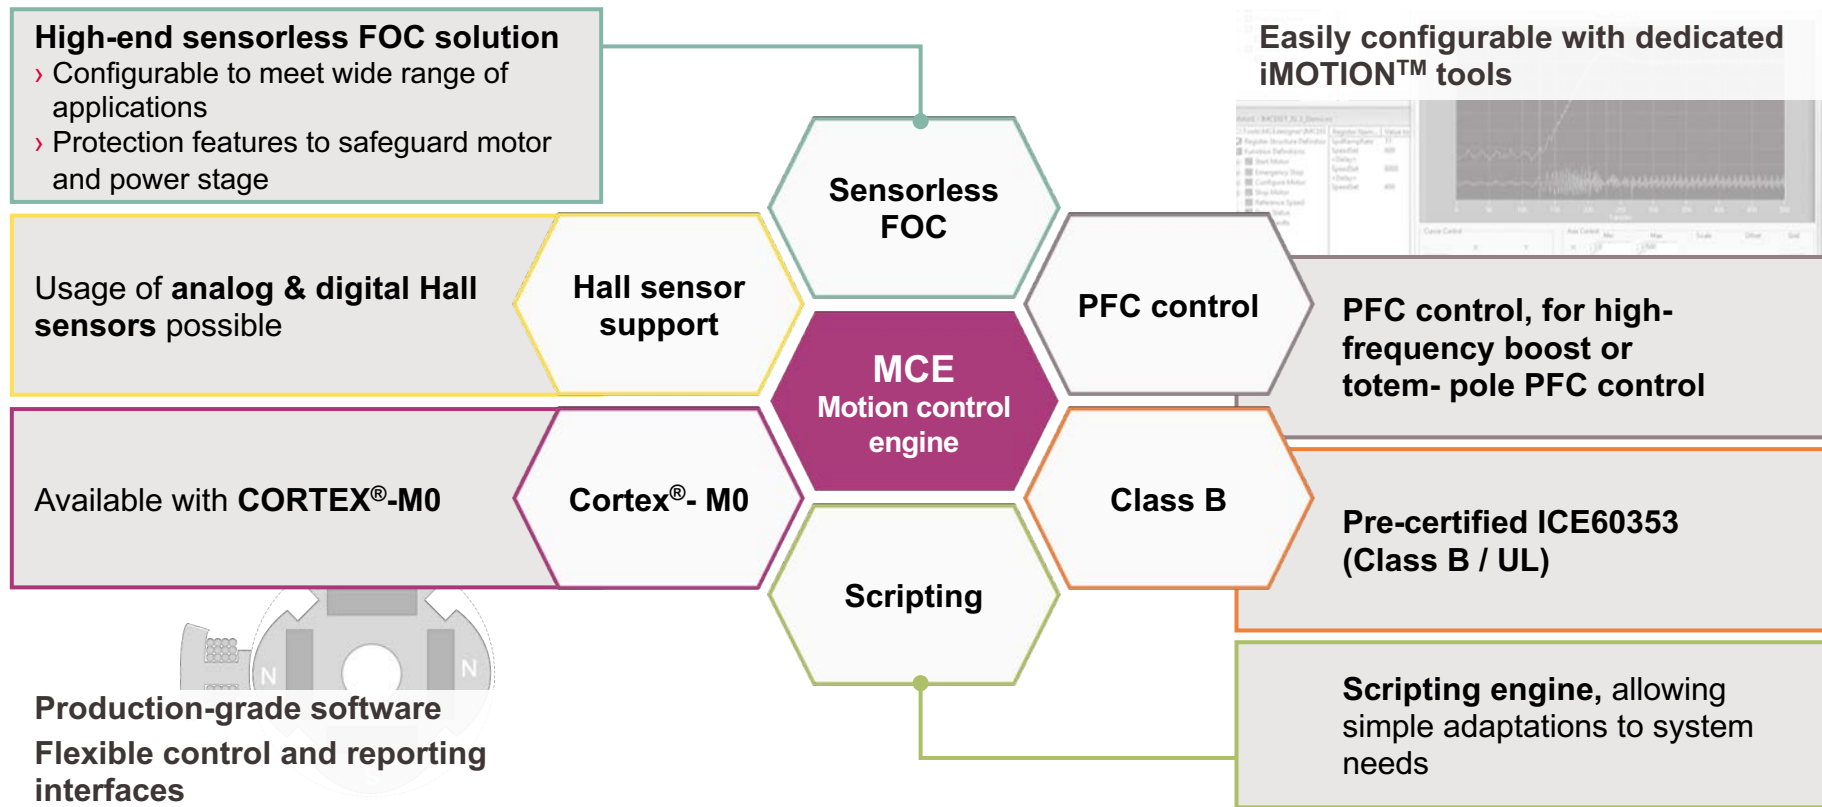 High-end sensorless FOC solution
› Configurable to meet wide range of
applications
› Protection features to safeguard motor
and power stage
Easily configurable with dedicated
iMOTION™ tools
Sensorless
FOC
Usage of analog & digital Hall
sensors possible
Hall sensor
support
PFC control
PFC control, for high-
frequency boost or
totem- pole PFC control
MCE
Motion control
engine
Available with CORTEX®-M0
Cortex®- M0
Class B
Pre-certified ICE60353
(Class B / UL)
Scripting
Scripting engine, allowing
simple adaptations to system
needs
N
N
Production-grade software
Flexible control and reporting
interfaces